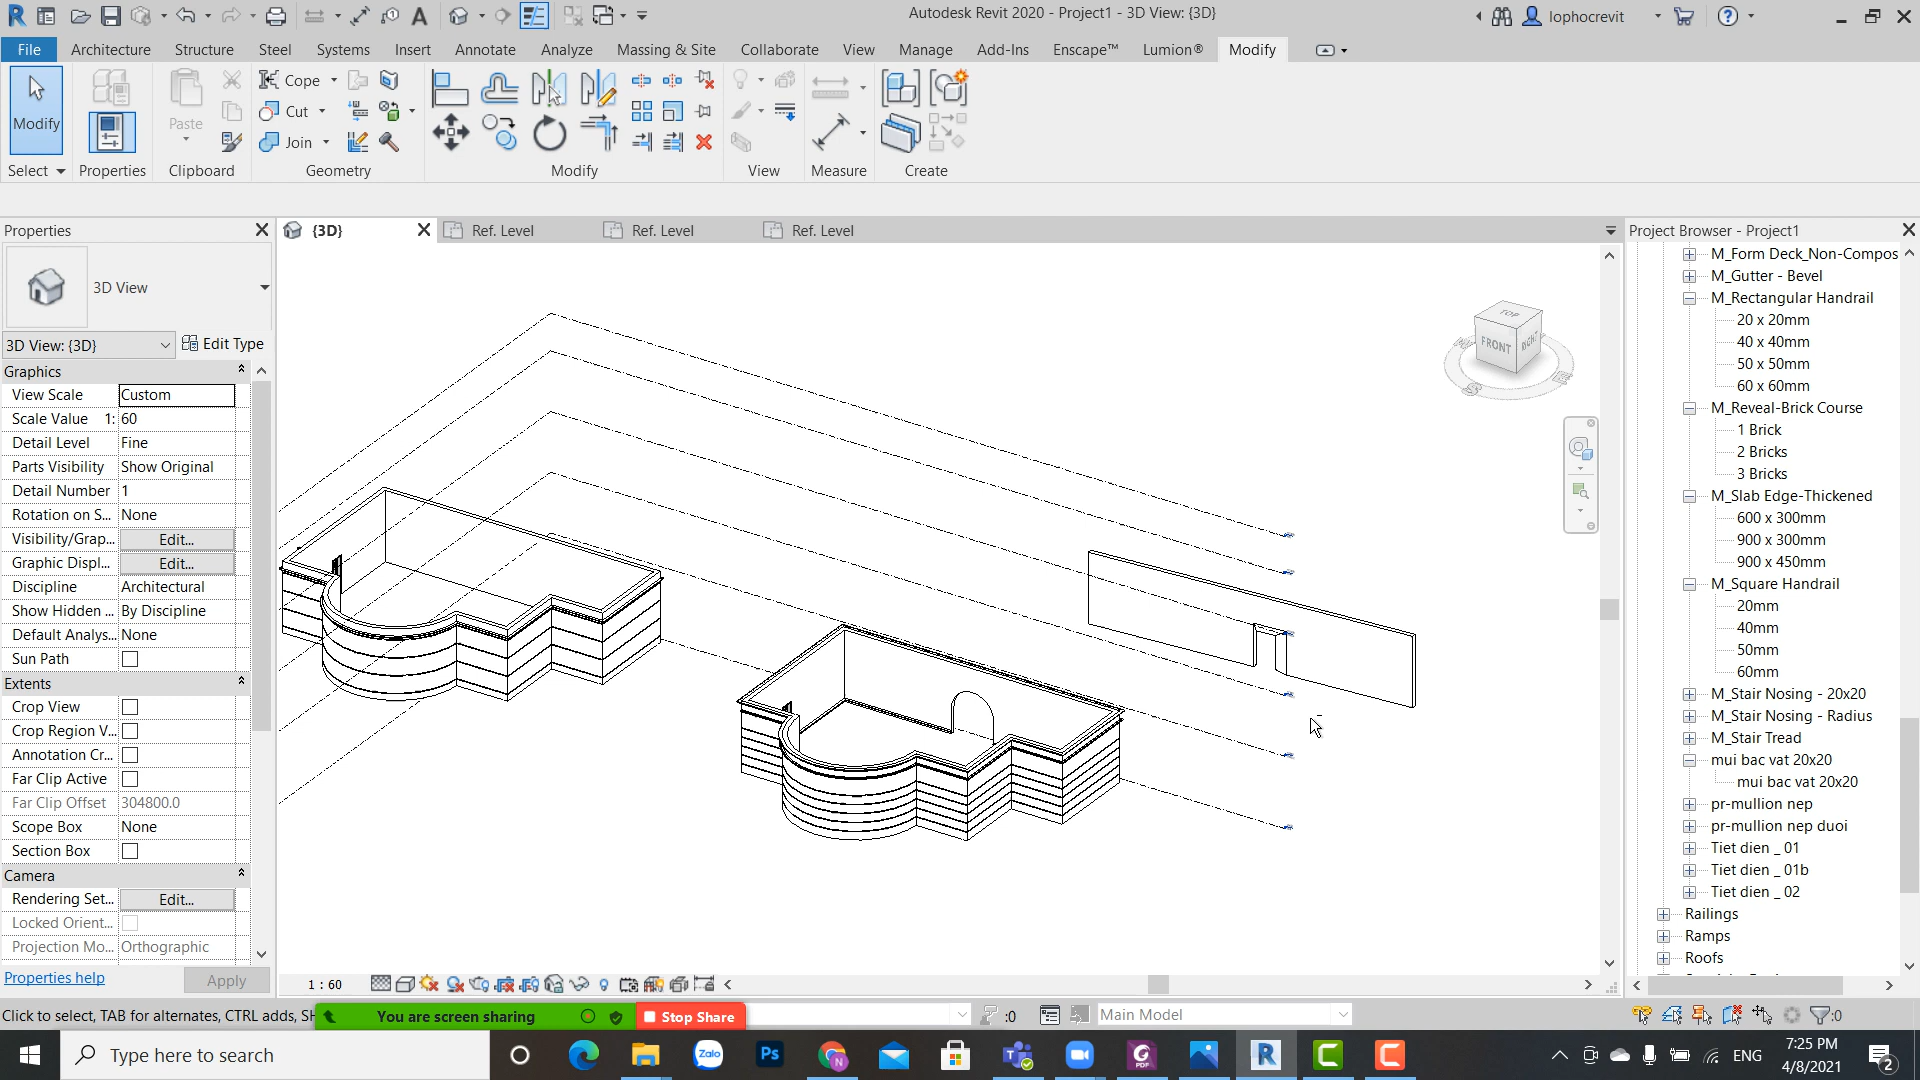 Autodesk Revit 2020 - Project1 - 3D View: {3D}
lophocrevit
File
Architecture
Structure
Steel
Systems
Insert
Annotate
Analyze
Massing & Site
Collaborate
View
Manage
Add-Ins
Enscape™
Lumion®
Modify
Modify
Paste
Cope
Cut
Join
Select
Properties
Clipboard
Geometry
Modify
View
Measure
Create
Properties
3D View
3D View: {3D}
Edit Type
Graphics
View Scale Custom
Scale Value 1: 60
Detail Level Fine
Parts Visibility Show Original
Detail Number 1
Rotation on S... None
Visibility/Grap... Edit...
Graphic Displ... Edit...
Discipline Architectural
Show Hidden ... By Discipline
Default Analys... None
Sun Path
Extents
Crop View
Crop Region V...
Annotation Cr...
Far Clip Active
Far Clip Offset 304800.0
Scope Box None
Section Box
Camera
Rendering Set... Edit...
Locked Orient...
Projection Mo... Orthographic
Properties help
Apply
{3D}
Ref. Level
Ref. Level
Ref. Level
TOP
FRONT
RIGHT
S
E
1 : 60
Project Browser - Project1
M_Form Deck_Non-Compos
M_Gutter - Bevel
M_Rectangular Handrail
20 x 20mm
40 x 40mm
50 x 50mm
60 x 60mm
M_Reveal-Brick Course
1 Brick
2 Bricks
3 Bricks
M_Slab Edge-Thickened
600 x 300mm
900 x 300mm
900 x 450mm
M_Square Handrail
20mm
40mm
50mm
60mm
M_Stair Nosing - 20x20
M_Stair Nosing - Radius
M_Stair Tread
mui bac vat 20x20
mui bac vat 20x20
pr-mullion nep
pr-mullion nep duoi
Tiet dien _ 01
Tiet dien _ 01b
Tiet dien _ 02
Railings
Ramps
Roofs
Click to select, TAB for alternates, CTRL adds, SH
You are screen sharing
Stop Share
:0
Main Model
:0
Type here to search
Zalo
Ps
N
PDF
R
C
C
ENG
7:25 PM
4/8/2021
2